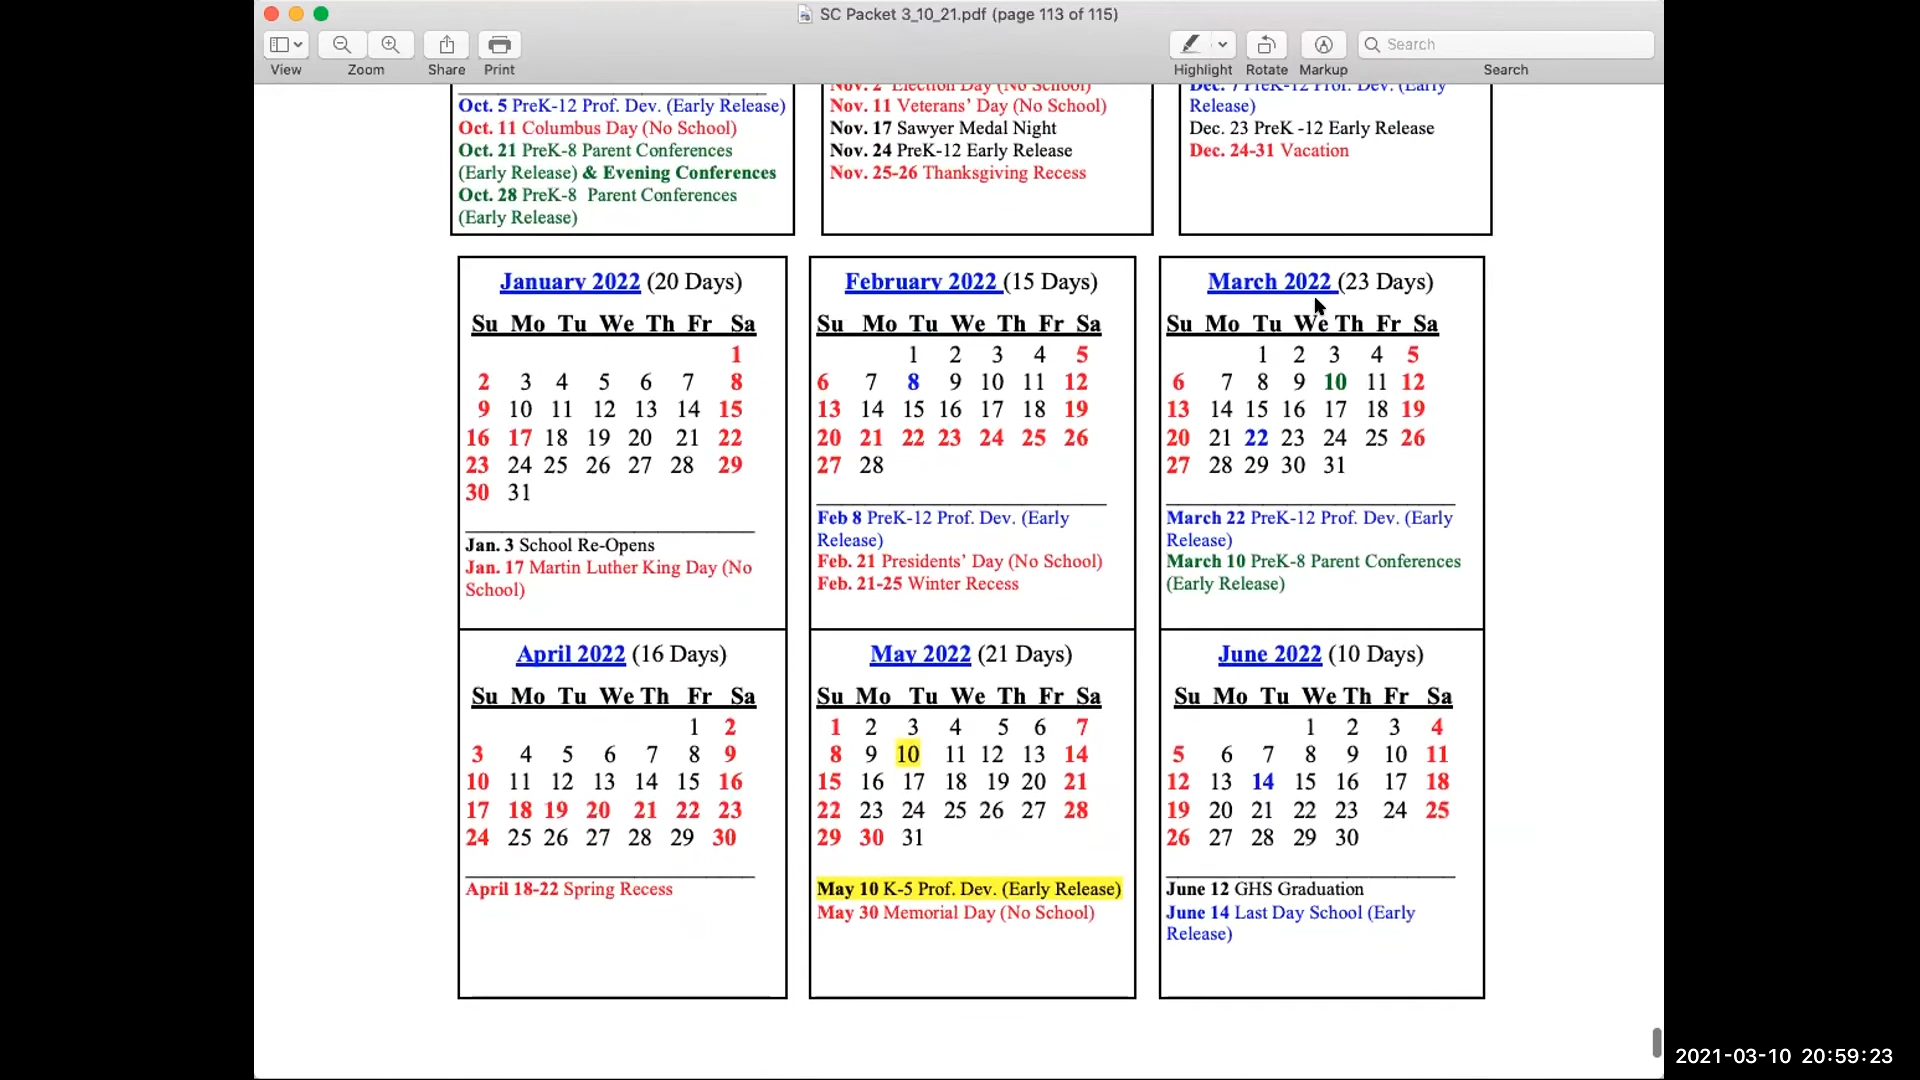 SC Packet 3_10_21.pdf (page 113 of 115)
View Zoom Share Print Highlight Rotate Markup Search
Search
Oct. 5 PreK-12 Prof. Dev. (Early Release)
Oct. 11 Columbus Day (No School)
Oct. 21 PreK-8 Parent Conferences
(Early Release) & Evening Conferences
Oct. 28 PreK-8 Parent Conferences
(Early Release)
Nov. 2 Election Day (No School)
Nov. 11 Veterans' Day (No School)
Nov. 17 Sawyer Medal Night
Nov. 24 PreK-12 Early Release
Nov. 25-26 Thanksgiving Recess
Dec. 7 PreK-12 Prof. Dev. (Early
Release)
Dec. 23 PreK -12 Early Release
Dec. 24-31 Vacation
January 2022 (20 Days)
Su Mo Tu We Th Fr Sa
1
2 3 4 5 6 7 8
9 10 11 12 13 14 15
16 17 18 19 20 21 22
23 24 25 26 27 28 29
30 31
Jan. 3 School Re-Opens
Jan. 17 Martin Luther King Day (No
School)
February 2022 (15 Days)
Su Mo Tu We Th Fr Sa
1 2 3 4 5
6 7 8 9 10 11 12
13 14 15 16 17 18 19
20 21 22 23 24 25 26
27 28
Feb 8 PreK-12 Prof. Dev. (Early
Release)
Feb. 21 Presidents' Day (No School)
Feb. 21-25 Winter Recess
March 2022 (23 Days)
Su Mo Tu We Th Fr Sa
1 2 3 4 5
6 7 8 9 10 11 12
13 14 15 16 17 18 19
20 21 22 23 24 25 26
27 28 29 30 31
March 22 PreK-12 Prof. Dev. (Early
Release)
March 10 PreK-8 Parent Conferences
(Early Release)
April 2022 (16 Days)
Su Mo Tu We Th Fr Sa
1 2
3 4 5 6 7 8 9
10 11 12 13 14 15 16
17 18 19 20 21 22 23
24 25 26 27 28 29 30
April 18-22 Spring Recess
May 2022 (21 Days)
Su Mo Tu We Th Fr Sa
1 2 3 4 5 6 7
8 9 10 11 12 13 14
15 16 17 18 19 20 21
22 23 24 25 26 27 28
29 30 31
May 10 K-5 Prof. Dev. (Early Release)
May 30 Memorial Day (No School)
June 2022 (10 Days)
Su Mo Tu We Th Fr Sa
1 2 3 4
5 6 7 8 9 10 11
12 13 14 15 16 17 18
19 20 21 22 23 24 25
26 27 28 29 30
June 12 GHS Graduation
June 14 Last Day School (Early
Release)
2021-03-10 20:59:23